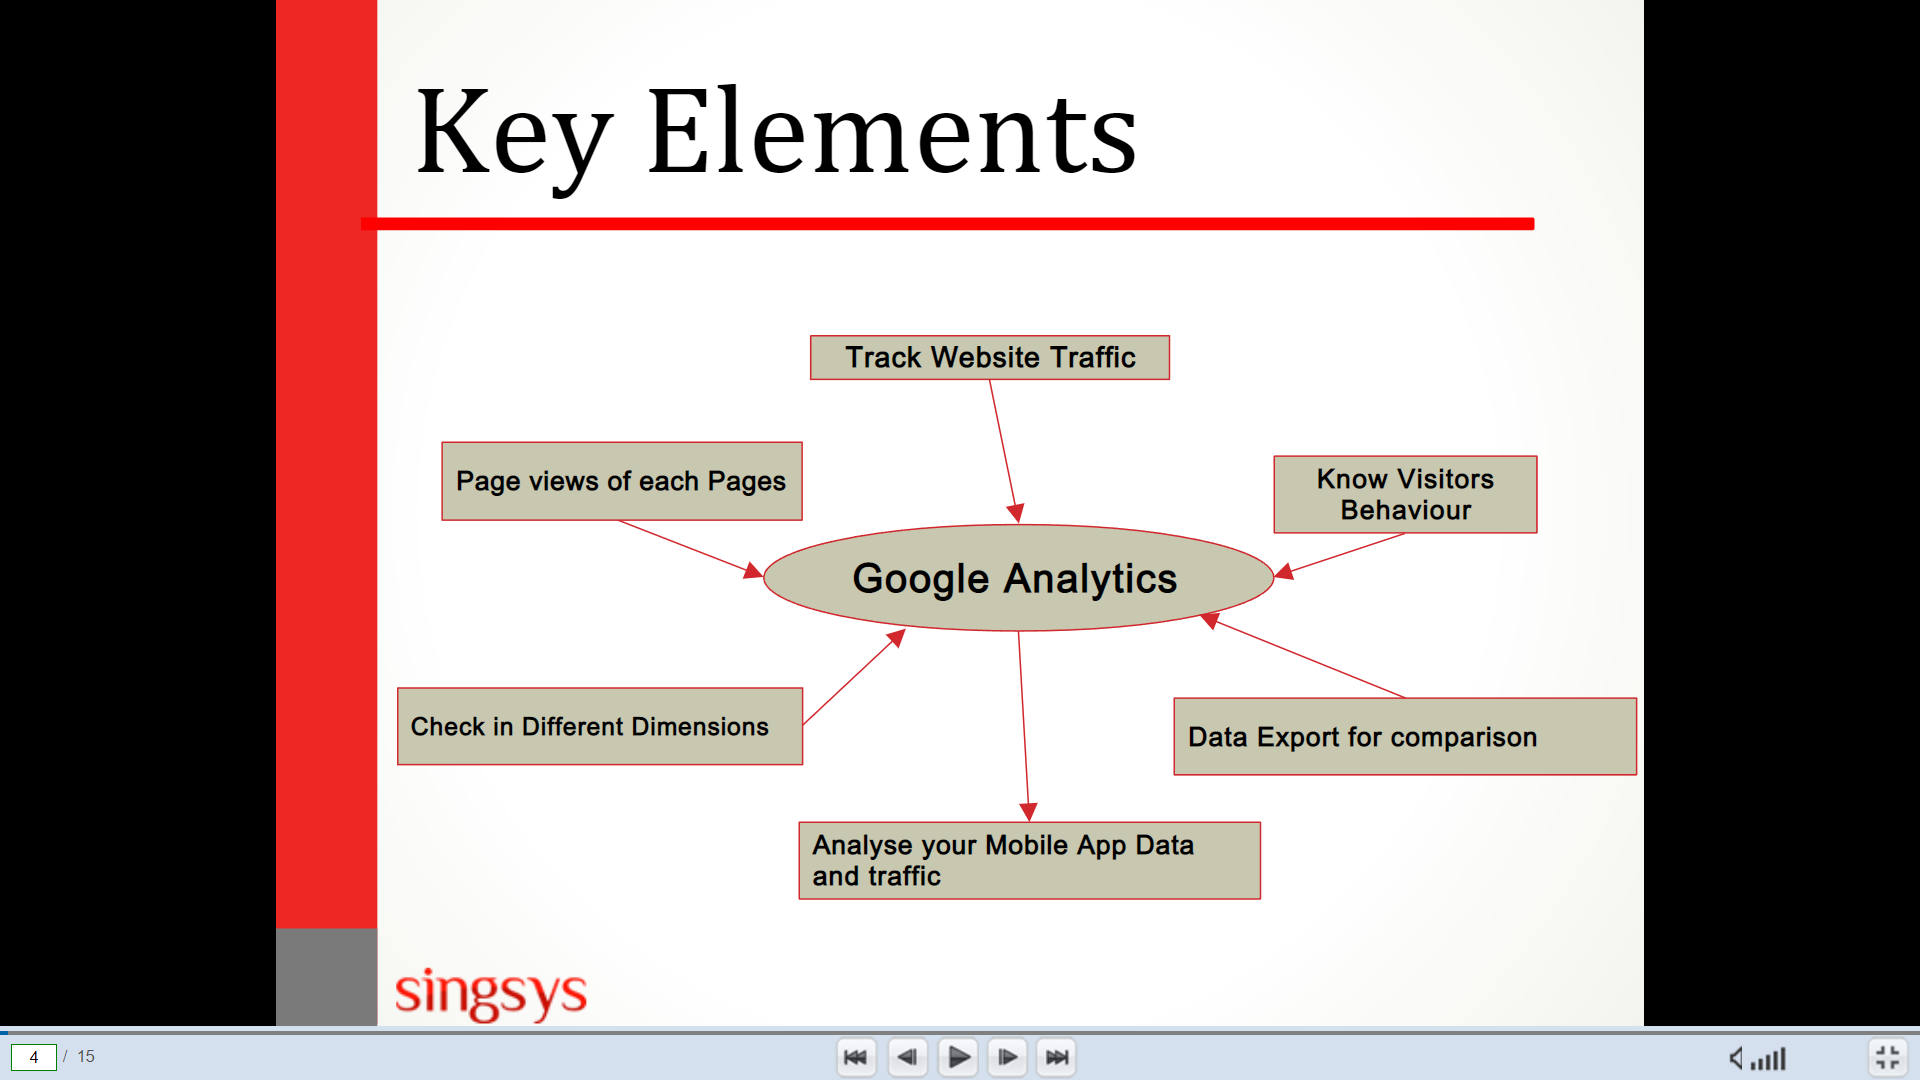 Key Elements
Track Website Traffic
Page views of each Pages
Know Visitors
Behaviour
Google Analytics
Check in Different Dimensions
Data Export for comparison
Analyse your Mobile App Data
and traffic
singsys
4 / 15